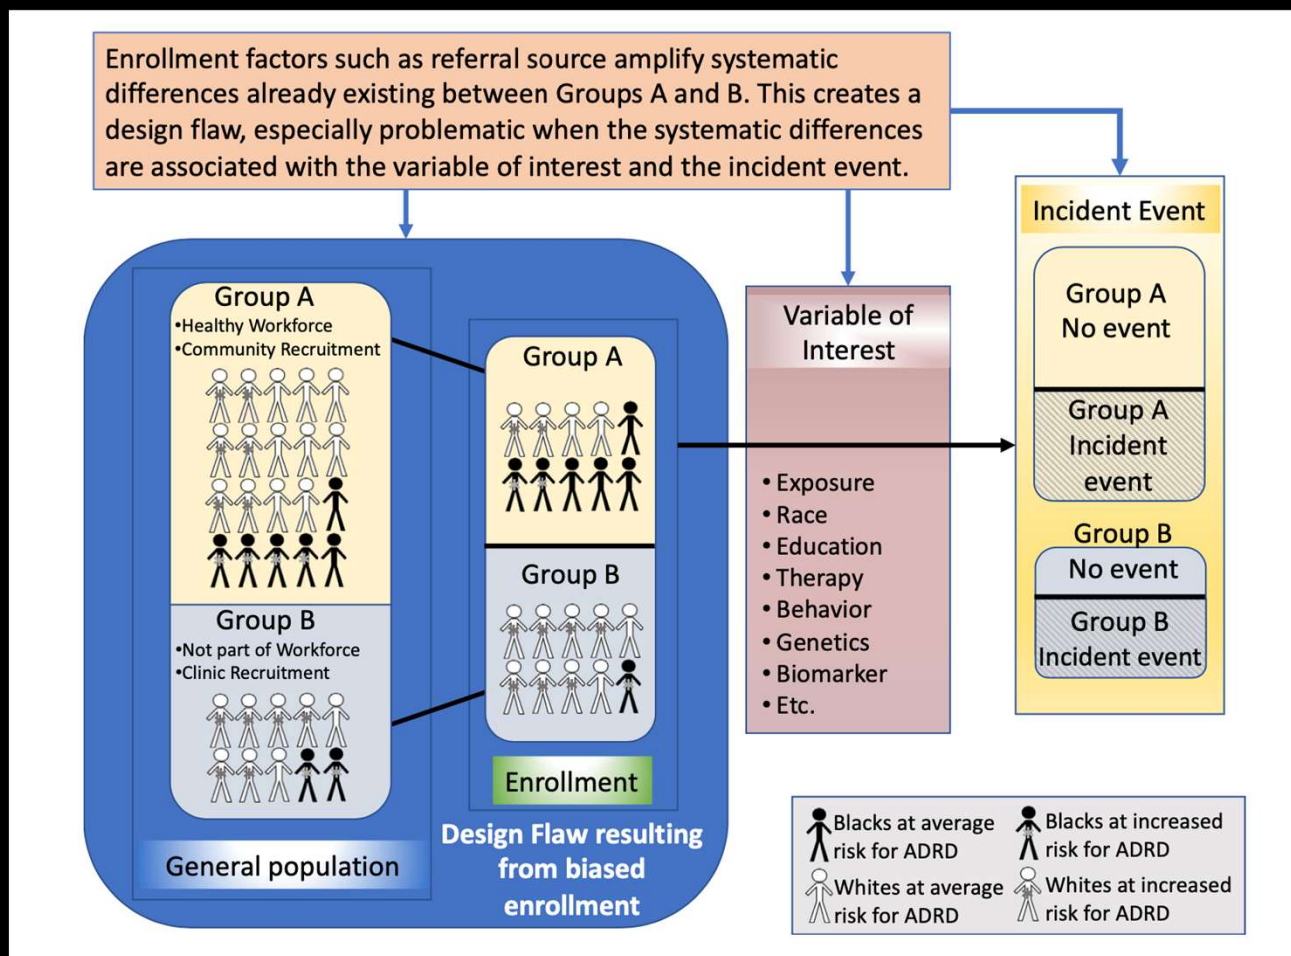 Enrollment factors such as referral source amplify systematic
differences already existing between Groups A and B. This creates a
design flaw, especially problematic when the systematic differences
are associated with the variable of interest and the incident event.
Group A
•Healthy Workforce
•Community Recruitment
Group B
•Not part of Workforce
•Clinic Recruitment
General population
Group A
Group B
Enrollment
Design Flaw resulting
from biased
enrollment
Variable of
Interest
• Exposure
• Race
• Education
• Therapy
• Behavior
• Genetics
• Biomarker
• Etc.
Incident Event
Group A
No event
Group A
Incident
event
Group B
No event
Group B
Incident event
Blacks at average
risk for ADRD
Blacks at increased
risk for ADRD
Whites at average
risk for ADRD
Whites at increased
risk for ADRD